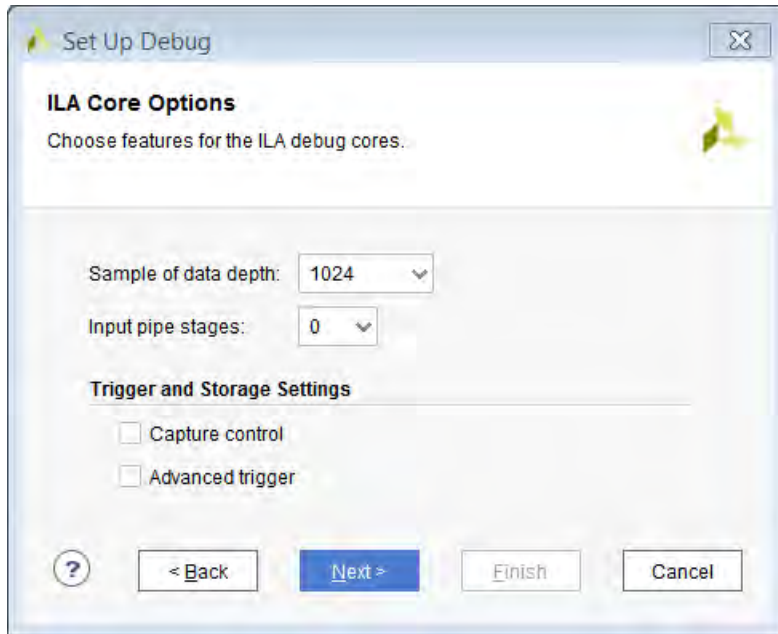 Set Up Debug
ILA Core Options
Choose features for the ILA debug cores.
Sample of data depth: 1024
Input pipe stages: 0
Trigger and Storage Settings
Capture control
Advanced trigger
? < Back Next > Finish Cancel